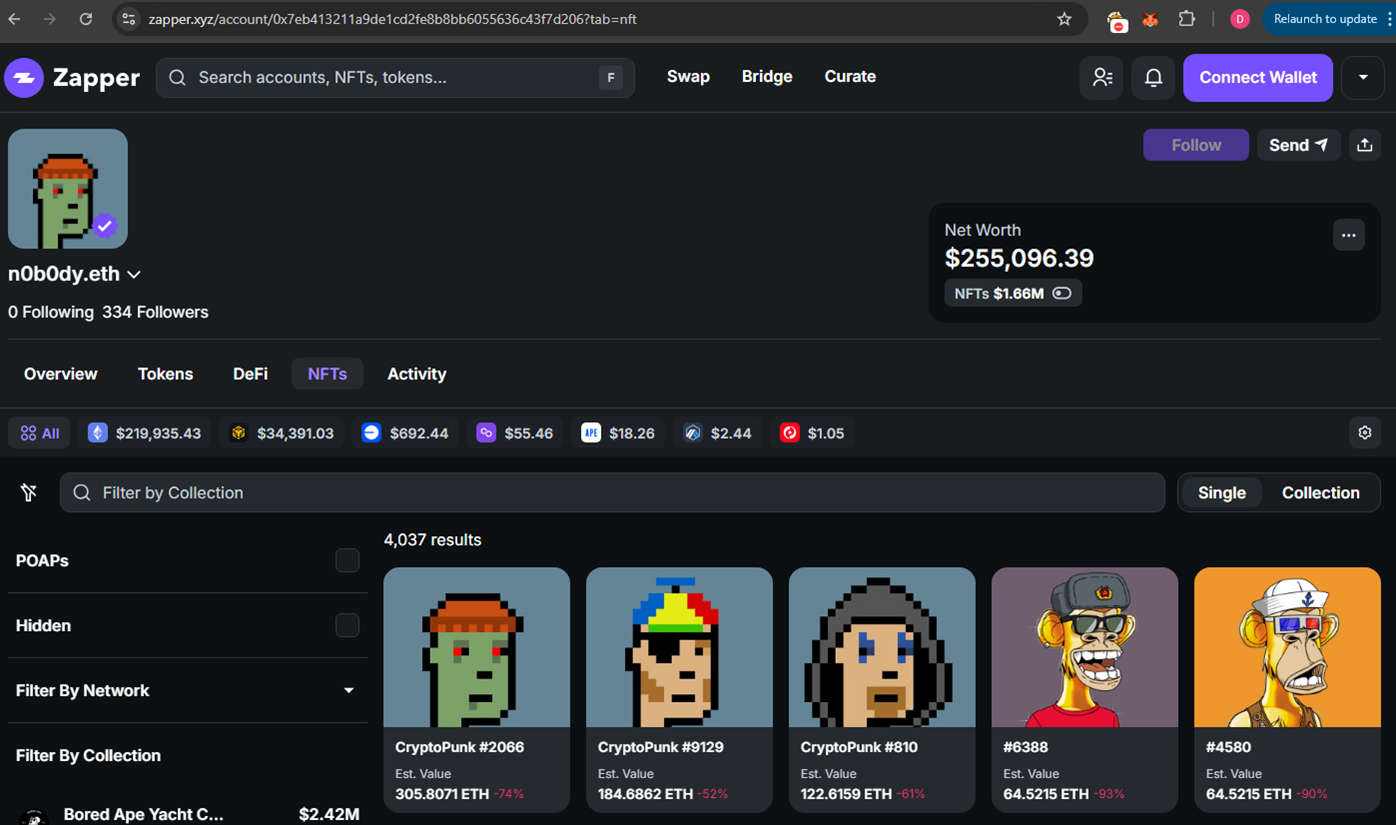 zapper.xyz/account/0x7eb413211a9de1cd2fe8b8bb6055636c43f7d206?tab=nft
D
Relaunch to update
Zapper
Search accounts, NFTs, tokens...
F
Swap
Bridge
Curate
Connect Wallet
Follow
Send
Net Worth
$255,096.39
NFTs $1.66M
n0b0dy.eth
0 Following 334 Followers
Overview
Tokens
DeFi
NFTs
Activity
All
$219,935.43
$34,391.03
$692.44
$55.46
APE
$18.26
$2.44
$1.05
Filter by Collection
Single
Collection
4,037 results
POAPs
Hidden
Filter By Network
Filter By Collection
Bored Ape Yacht C...
$2.42M
CryptoPunk #2066
Est. Value
305.8071 ETH -74%
CryptoPunk #9129
Est. Value
184.6862 ETH -52%
CryptoPunk #810
Est. Value
122.6159 ETH -61%
#6388
Est. Value
64.5215 ETH -93%
#4580
Est. Value
64.5215 ETH -90%